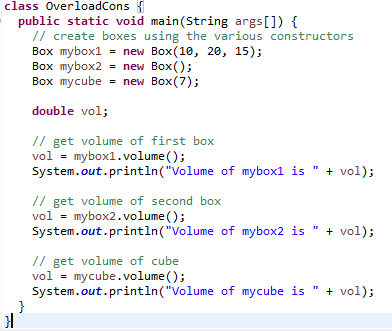 class OverloadCons {
  public static void main(String args[]) {
    // create boxes using the various constructors
    Box mybox1 = new Box(10, 20, 15);
    Box mybox2 = new Box();
    Box mycube = new Box(7);

    double vol;

    // get volume of first box
    vol = mybox1.volume();
    System.out.println("Volume of mybox1 is " + vol);

    // get volume of second box
    vol = mybox2.volume();
    System.out.println("Volume of mybox2 is " + vol);

    // get volume of cube
    vol = mycube.volume();
    System.out.println("Volume of mycube is " + vol);
  }
}